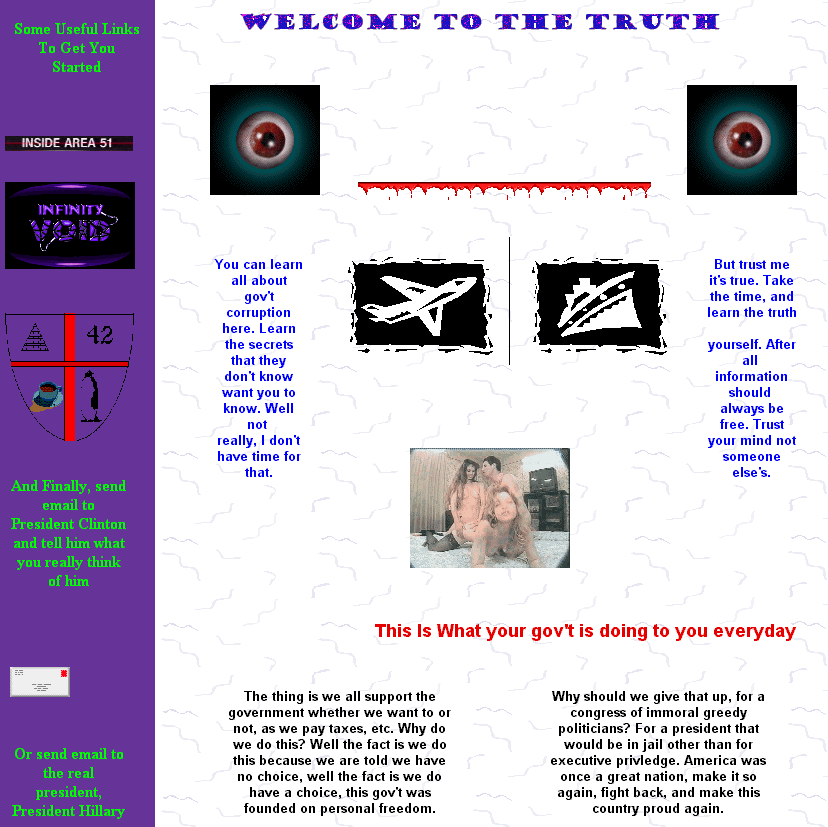 WELCOME TO THE TRUTH
Some Useful Links
To Get You
Started
INSIDE AREA 51
INFINITY
VOID
42
And Finally, send
email to
President Clinton
and tell him what
you really think
of him
Or send email to
the real
president,
President Hillary
You can learn
all about
gov't
corruption
here. Learn
the secrets
that they
don't know
want you to
know. Well
not
really, I don't
have time for
that.
But trust me
it's true. Take
the time, and
learn the truth
yourself. After
all
information
should
always be
free. Trust
your mind not
someone
else's.
This Is What your gov't is doing to you everyday
The thing is we all support the
government whether we want to or
not, as we pay taxes, etc. Why do
we do this? Well the fact is we do
this because we are told we have
no choice, well the fact is we do
have a choice, this gov't was
founded on personal freedom.
Why should we give that up, for a
congress of immoral greedy
politicians? For a president that
would be in jail other than for
executive privledge. America was
once a great nation, make it so
again, fight back, and make this
country proud again.